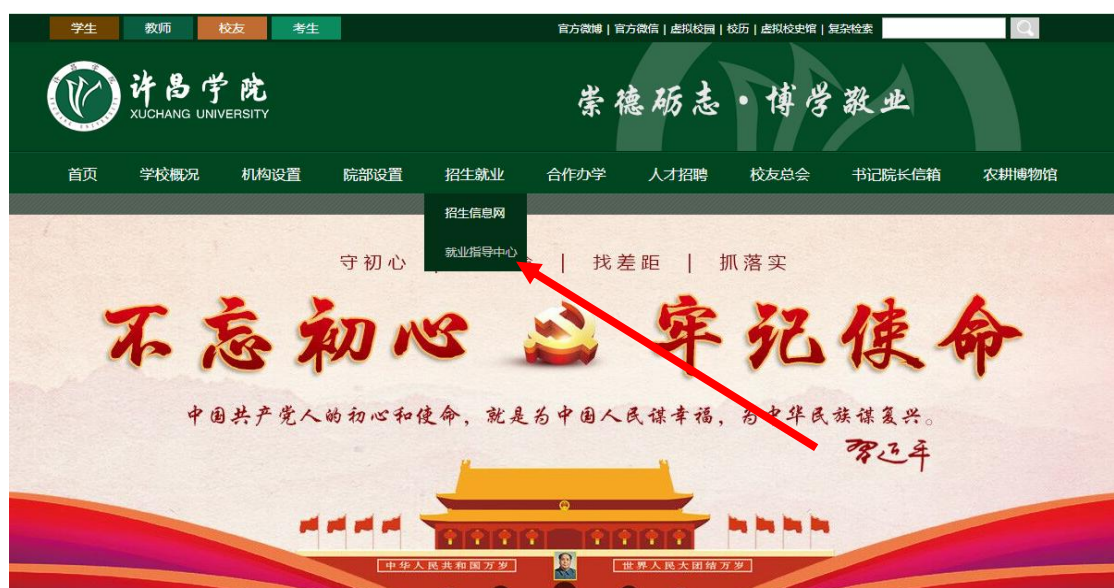 学生 教师 校友 考生 官方微博 | 官方微信 | 虚拟校园 | 校历 | 虚拟校史馆 | 复杂检索
许昌学院
XUCHANG UNIVERSITY
崇德砺志·博学敬业
首页 学校概况 机构设置 院部设置 招生就业 合作办学 人才招聘 校友总会 书记院长信箱 农耕博物馆
招生信息网
就业指导中心
守初心 | 找差距 | 抓落实
不忘初心 牢记使命
中国共产党人的初心和使命,就是为中国人民谋幸福,为中华民族谋复兴。
习近平
中华人民共和国万岁 世界人民大团结万岁